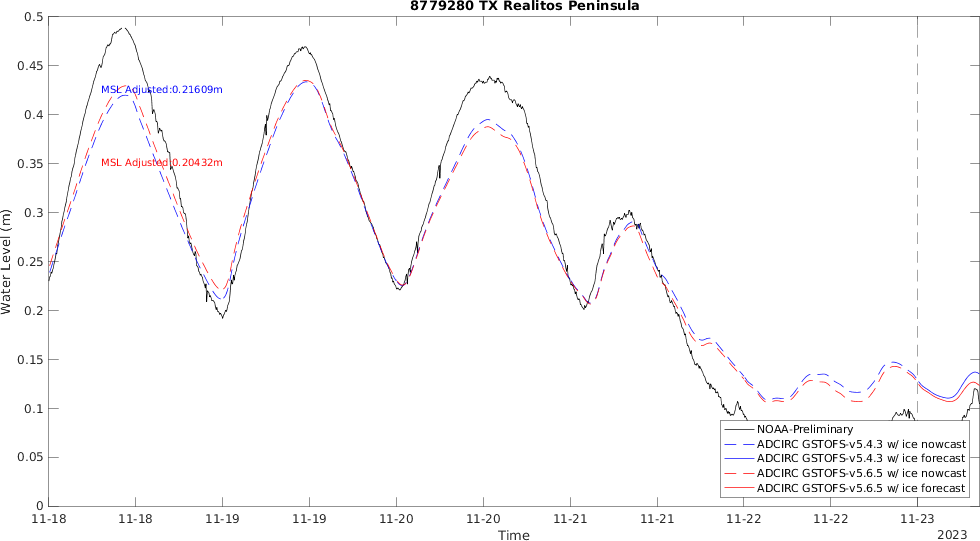 8779280 TX Realitos Peninsula
0.5
0.45
0.4
0.35
0.3
0.25
0.2
0.15
0.1
0.05
0
Water Level (m)
MSL Adjusted:0.21609m
MSL Adjusted:0.20432m
NOAA-Preliminary
ADCIRC GSTOFS-v5.4.3 w/ ice nowcast
ADCIRC GSTOFS-v5.4.3 w/ ice forecast
ADCIRC GSTOFS-v5.6.5 w/ ice nowcast
ADCIRC GSTOFS-v5.6.5 w/ ice forecast
11-18 11-18 11-19 11-19 11-20 11-20 11-21 11-21 11-22 11-22 11-23
Time
2023